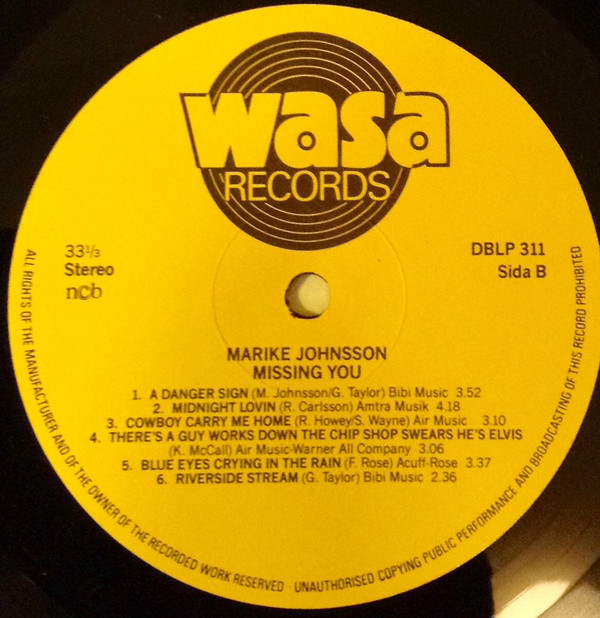 wasa
RECORDS
33⅓
Stereo
ncb
DBLP 311
Sida B
MARIKE JOHNSSON
MISSING YOU
1. A DANGER SIGN (M. Johnsson/G. Taylor) Bibi Music 3.52
2. MIDNIGHT LOVIN (R. Carlsson) Amtra Musik 4.18
3. COWBOY CARRY ME HOME (R. Howey/S. Wayne) Air Music 3.10
4. THERE'S A GUY WORKS DOWN THE CHIP SHOP SWEARS HE'S ELVIS
(K. McCall) Air Music-Warner All Company 3.06
5. BLUE EYES CRYING IN THE RAIN (F. Rose) Acuff-Rose 3.37
6. RIVERSIDE STREAM (G. Taylor) Bibi Music 2.36
ALL RIGHTS OF THE MANUFACTURER AND OF THE OWNER OF THE RECORDED WORK RESERVED · UNAUTHORISED COPYING PUBLIC PERFORMANCE AND BROADCASTING OF THIS RECORD PROHIBITED